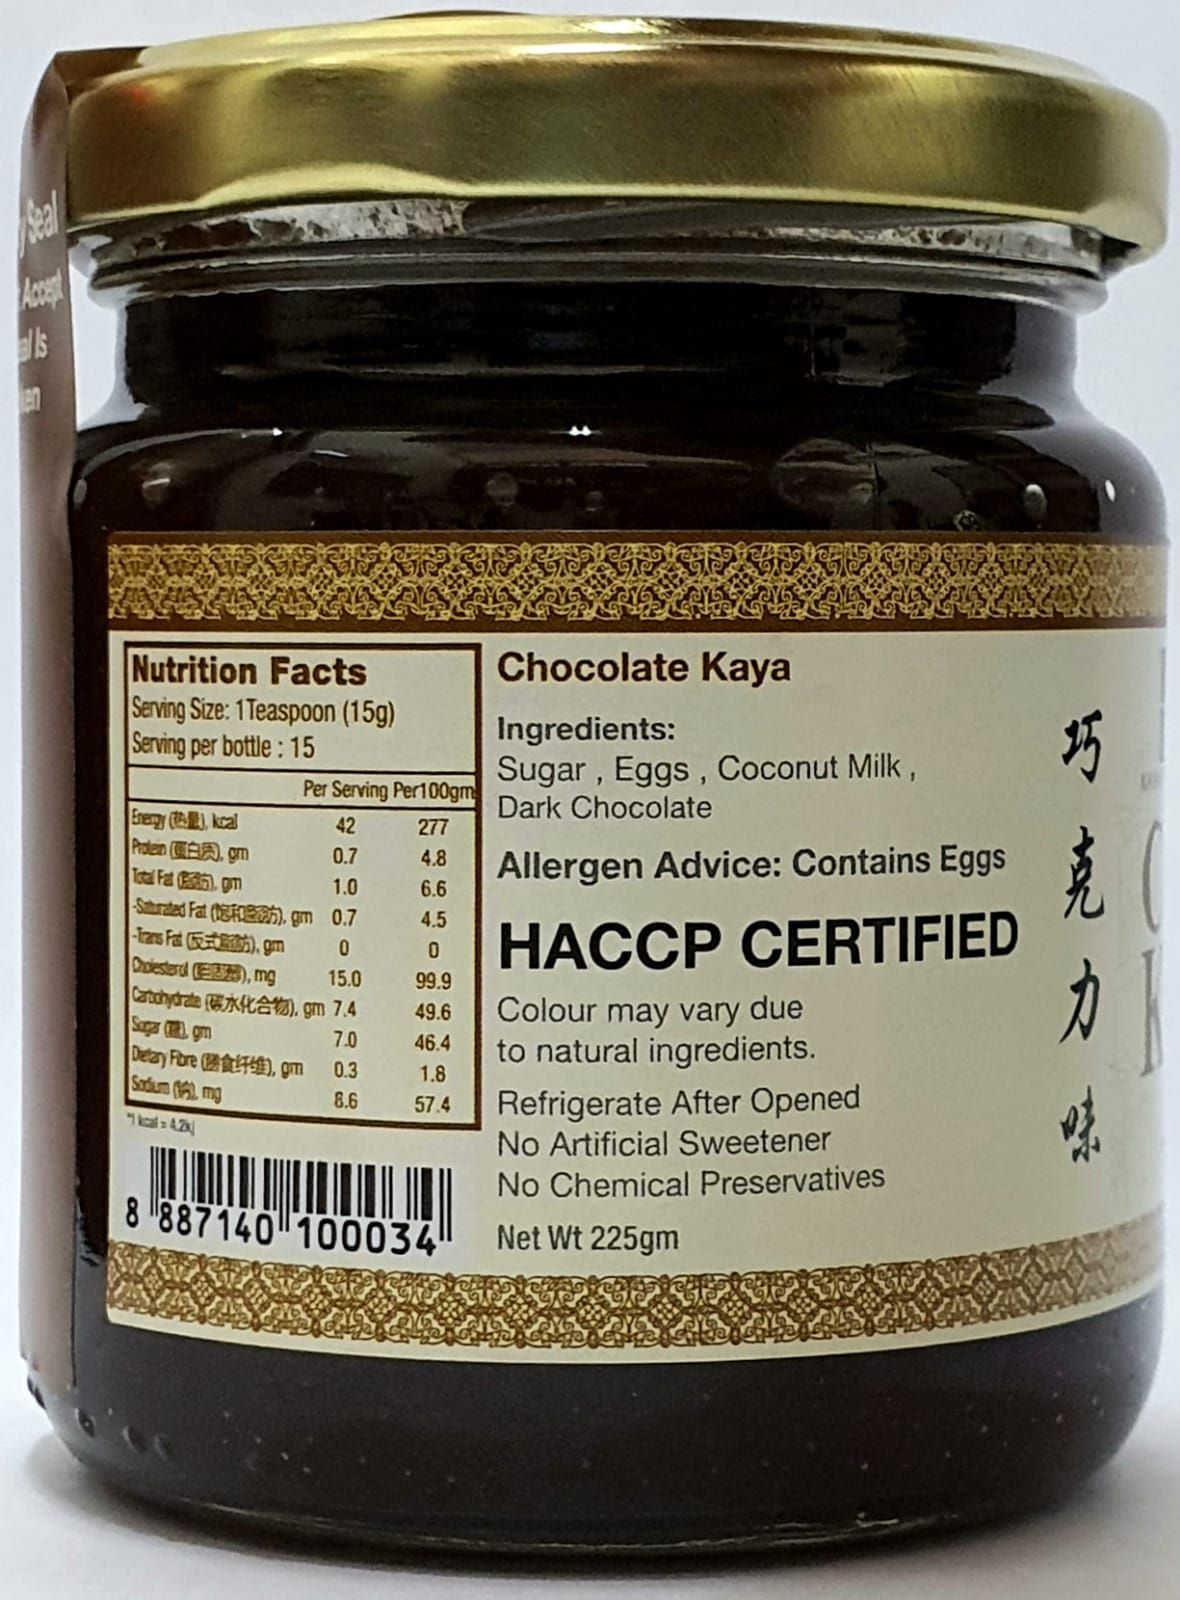 y Seal
Accept
al Is
ken
Nutrition Facts
Serving Size: 1Teaspoon (15g)
Serving per bottle : 15
Per Serving Per100gm
Energy (热量), kcal 42 277
Protein (蛋白质), gm 0.7 4.8
Total Fat (脂肪), gm 1.0 6.6
-Saturated Fat (饱和脂肪), gm 0.7 4.5
-Trans Fat (反式脂肪), gm 0 0
Cholesterol (胆固醇), mg 15.0 99.9
Carbohydrate (碳水化合物), gm 7.4 49.6
Sugar (糖), gm 7.0 46.4
Dietary Fibre (膳食纤维), gm 0.3 1.8
Sodium (钠), mg 8.6 57.4
*1 kcal = 4.2kj
8 887140 100034
Chocolate Kaya
Ingredients:
Sugar , Eggs , Coconut Milk ,
Dark Chocolate
Allergen Advice: Contains Eggs
HACCP CERTIFIED
Colour may vary due
to natural ingredients.
Refrigerate After Opened
No Artificial Sweetener
No Chemical Preservatives
Net Wt 225gm
巧克力味